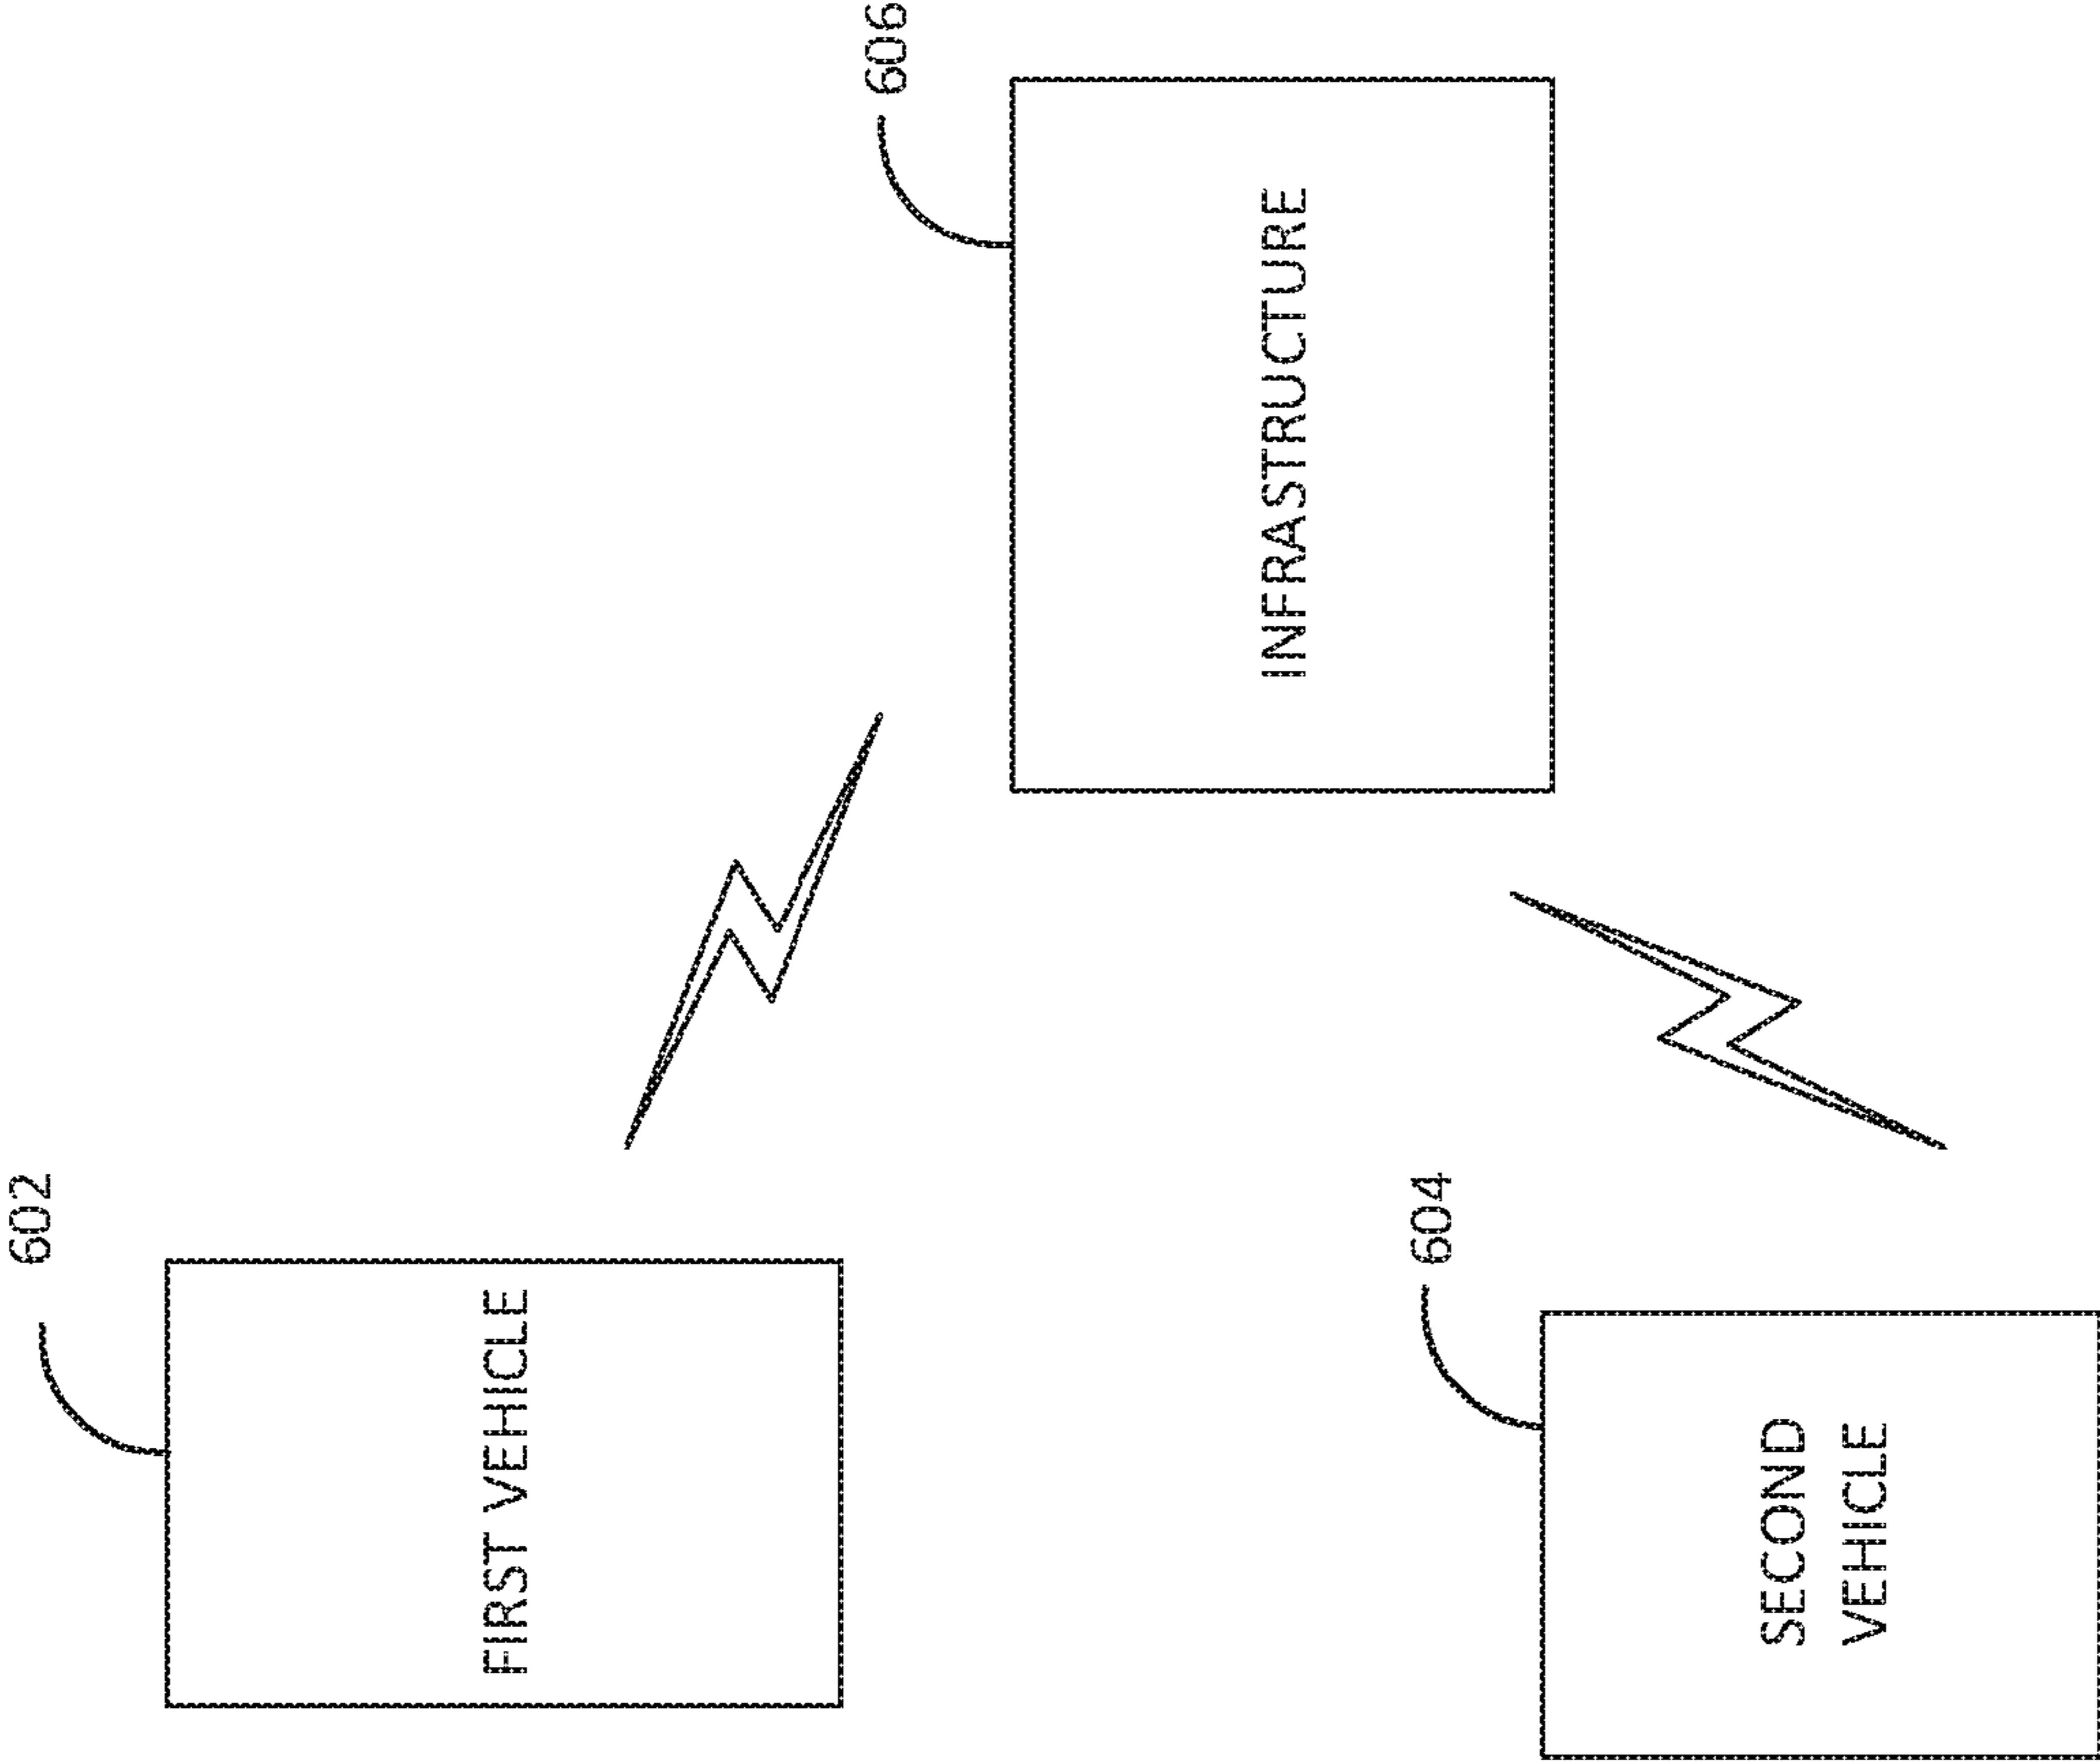 602
FIRST VEHICLE
606
INFRASTRUCTURE
604
SECOND
VEHICLE